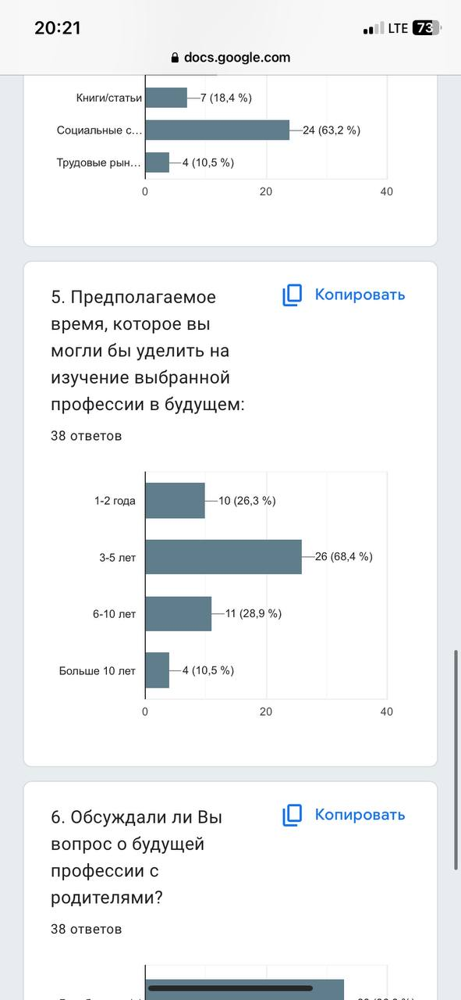 20:21
LTE 73
docs.google.com
Книги/статьи
7 (18,4 %)
Социальные с...
24 (63,2 %)
Трудовые рын...
4 (10,5 %)
0 20 40
5. Предполагаемое
время, которое вы
могли бы уделить на
изучение выбранной
профессии в будущем:
Копировать
38 ответов
1-2 года
10 (26,3 %)
3-5 лет
26 (68,4 %)
6-10 лет
11 (28,9 %)
Больше 10 лет
4 (10,5 %)
0 20 40
6. Обсуждали ли Вы
вопрос о будущей
профессии с
родителями?
Копировать
38 ответов